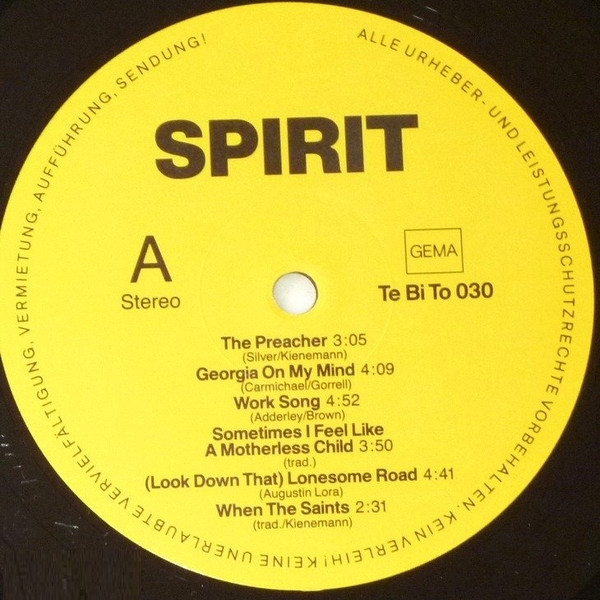 ALLE URHEBER- UND LEISTUNGSSCHUTZRECHTE VORBEHALTEN. KEIN VERLEIH! KEINE UNERLAUBTE VERVIELFÄLTIGUNG, VERMIETUNG, AUFFÜHRUNG, SENDUNG!
SPIRIT
A
Stereo
GEMA
Te Bi To 030
The Preacher 3:05
(Silver/Kienemann)
Georgia On My Mind 4:09
(Carmichael/Gorrell)
Work Song 4:52
(Adderley/Brown)
Sometimes I Feel Like
A Motherless Child 3:50
(trad.)
(Look Down That) Lonesome Road 4:41
(Augustin Lora)
When The Saints 2:31
(trad./Kienemann)